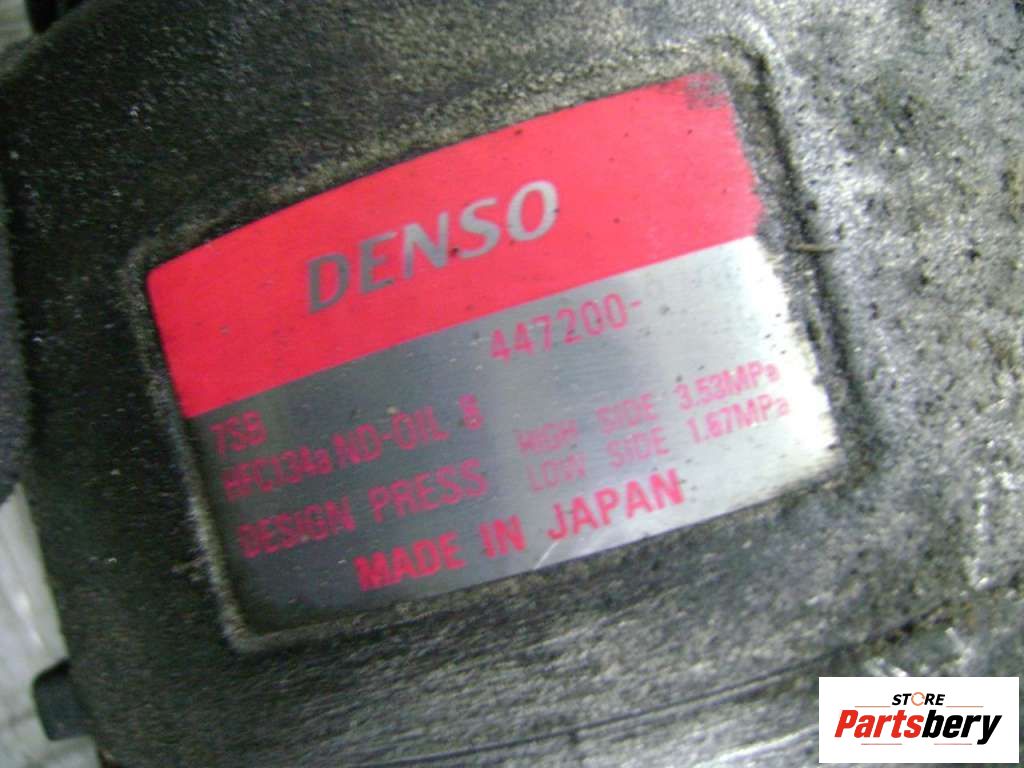 DENSO
447200-
7SB
HFC134a ND-OIL 8
DESIGN PRESS HIGH SIDE 3.53MPa
LOW SIDE 1.67MPa
MADE IN JAPAN
STORE
Partsbery